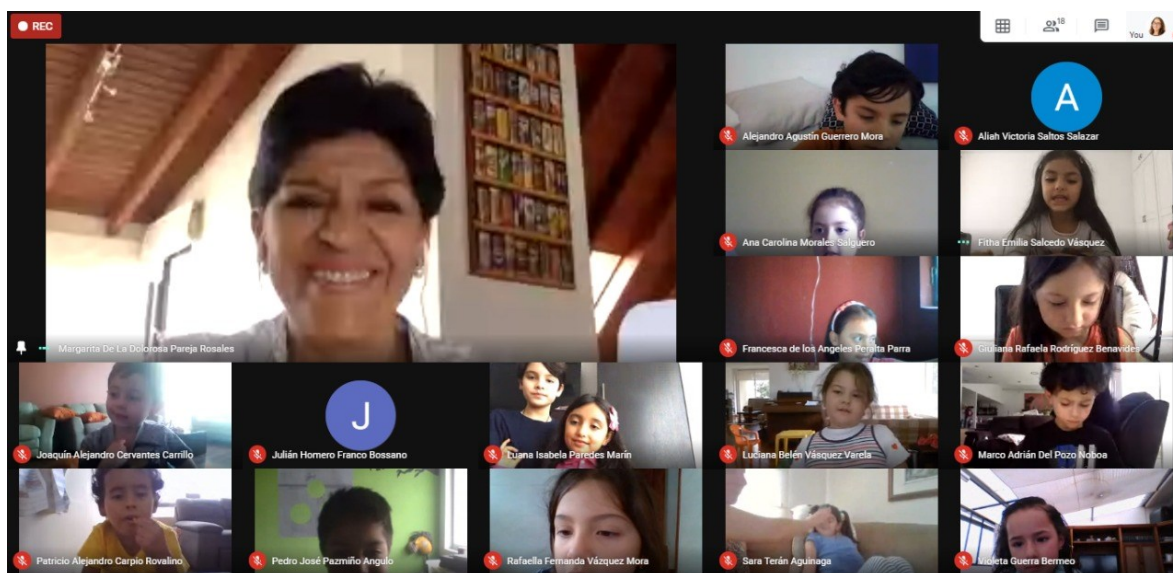 REC
18
You
A
Alejandro Agustín Guerrero Mora
Aliah Victoria Saltos Salazar
Ana Carolina Morales Salguero
Fitha Emilia Salcedo Vásquez
Margarita De La Dolorosa Pareja Rosales
Francesca de los Angeles Peralta Parra
Giuliana Rafaela Rodríguez Benavides
J
Joaquín Alejandro Cervantes Carrillo
Julián Homero Franco Bossano
Luana Isabela Paredes Marín
Luciana Belén Vásquez Varela
Marco Adrián Del Pozo Noboa
Patricio Alejandro Carpio Rovalino
Pedro José Pazmiño Angulo
Rafaella Fernanda Vázquez Mora
Sara Terán Aguinaga
Violeta Guerra Bermeo